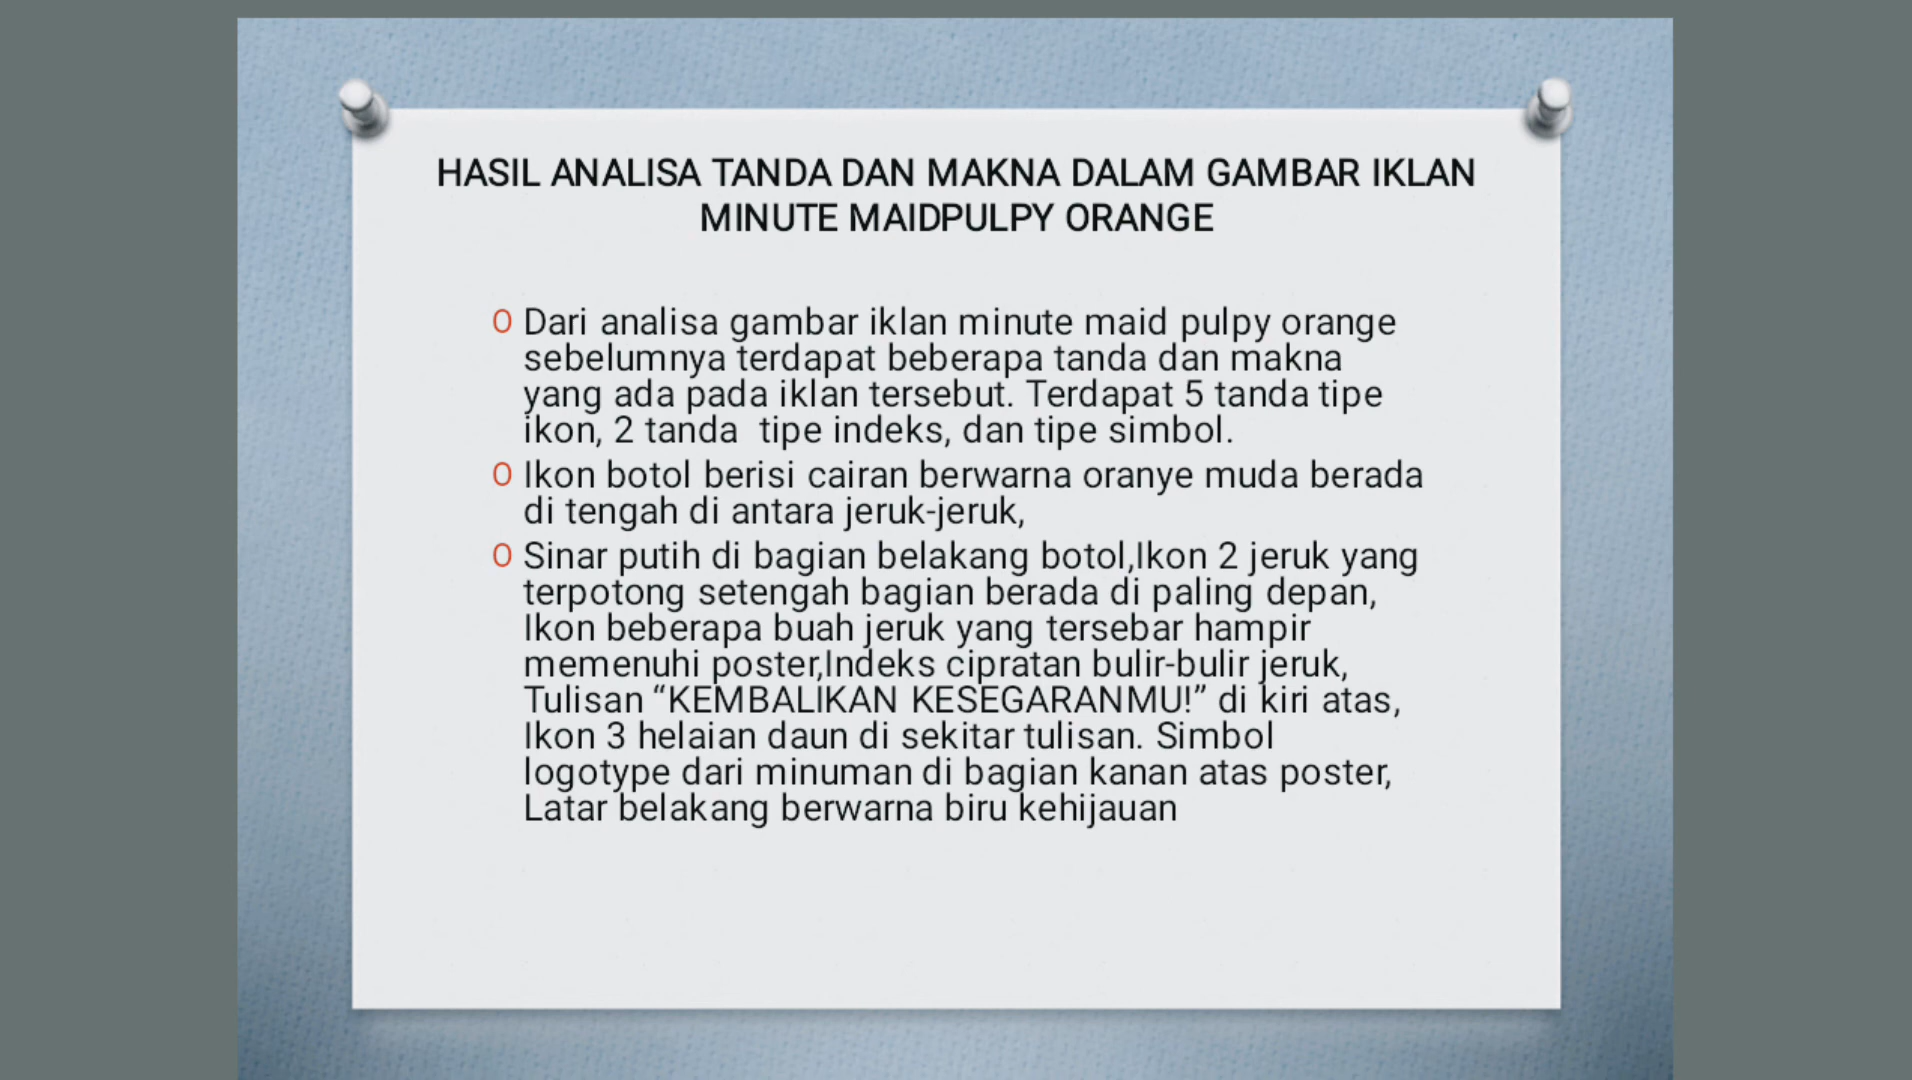 HASIL ANALISA TANDA DAN MAKNA DALAM GAMBAR IKLAN
MINUTE MAIDPULPY ORANGE
O Dari analisa gambar iklan minute maid pulpy orange
sebelumnya terdapat beberapa tanda dan makna
yang ada pada iklan tersebut. Terdapat 5 tanda tipe
ikon, 2 tanda  tipe indeks, dan tipe simbol.
O Ikon botol berisi cairan berwarna oranye muda berada
di tengah di antara jeruk-jeruk,
O Sinar putih di bagian belakang botol,Ikon 2 jeruk yang
terpotong setengah bagian berada di paling depan,
Ikon beberapa buah jeruk yang tersebar hampir
memenuhi poster,Indeks cipratan bulir-bulir jeruk,
Tulisan “KEMBALIKAN KESEGARANMU!” di kiri atas,
Ikon 3 helaian daun di sekitar tulisan. Simbol
logotype dari minuman di bagian kanan atas poster,
Latar belakang berwarna biru kehijauan